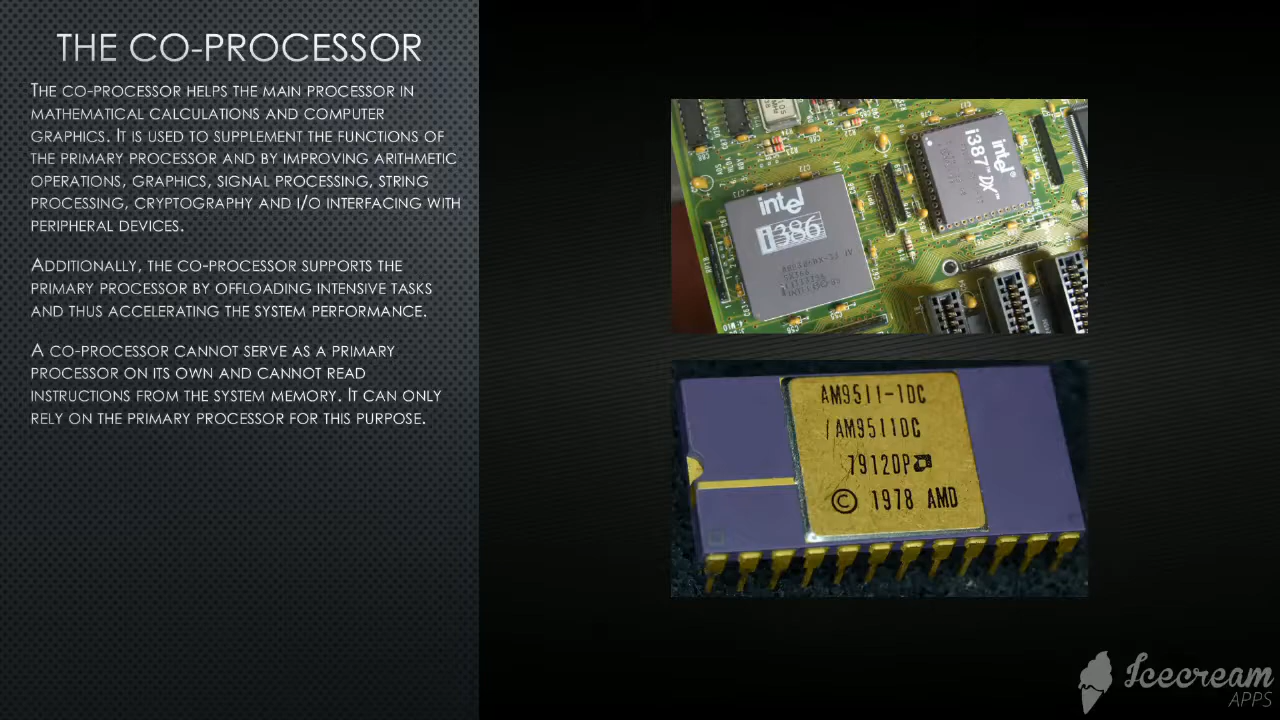 THE CO-PROCESSOR
THE CO-PROCESSOR HELPS THE MAIN PROCESSOR IN
MATHEMATICAL CALCULATIONS AND COMPUTER
GRAPHICS. IT IS USED TO SUPPLEMENT THE FUNCTIONS OF
THE PRIMARY PROCESSOR AND BY IMPROVING ARITHMETIC
OPERATIONS, GRAPHICS, SIGNAL PROCESSING, STRING
PROCESSING, CRYPTOGRAPHY AND I/O INTERFACING WITH
PERIPHERAL DEVICES.
ADDITIONALLY, THE CO-PROCESSOR SUPPORTS THE
PRIMARY PROCESSOR BY OFFLOADING INTENSIVE TASKS
AND THUS ACCELERATING THE SYSTEM PERFORMANCE.
A CO-PROCESSOR CANNOT SERVE AS A PRIMARY
PROCESSOR ON ITS OWN AND CANNOT READ
INSTRUCTIONS FROM THE SYSTEM MEMORY. IT CAN ONLY
RELY ON THE PRIMARY PROCESSOR FOR THIS PURPOSE.
intel
i386
intel®
i387™ DX
AM9511-1DC
/AM9511DC
7912DP
© 1978 AMD
Icecream
APPS